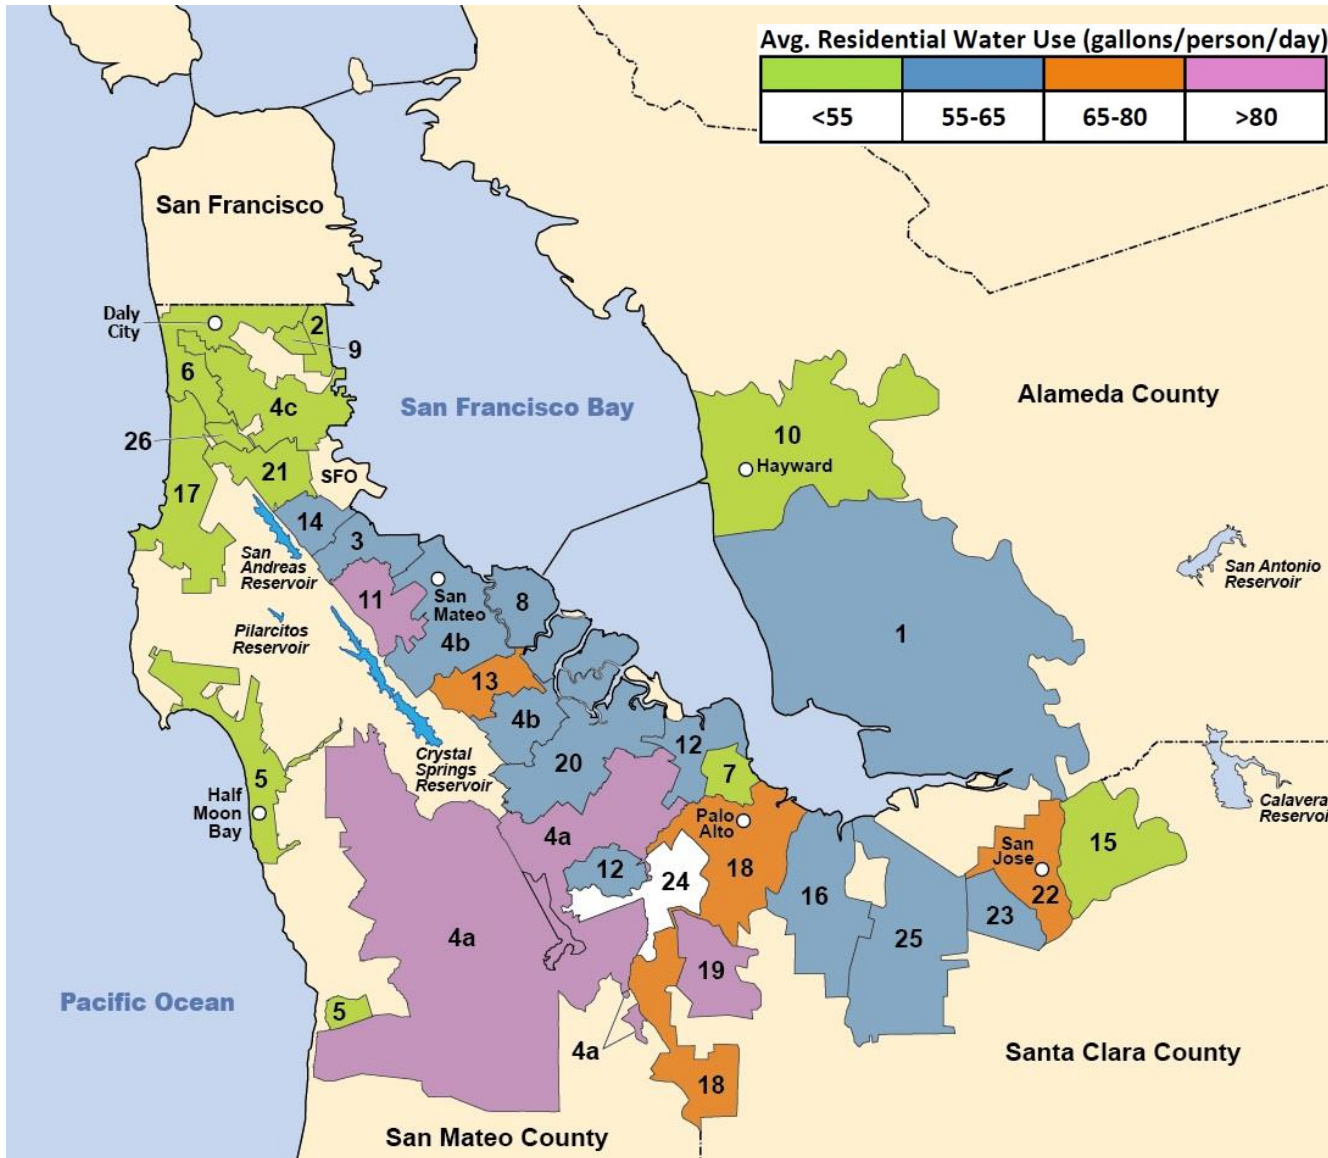 Avg. Residential Water Use (gallons/person/day)
<55 55-65 65-80 >80
San Francisco
Daly
City
2
9
6
4c
San Francisco Bay
Alameda County
26
10
Hayward
21
SFO
17
14
3
San
Andreas
Reservoir
San Antonio
Reservoir
11
San
Mateo
8
Pilarcitos
Reservoir
4b
1
13
4b
12
Crystal
Springs
Reservoir
20
7
5
Half
Moon
Bay
Calavera
Reservoi
Palo
Alto
4a
San
Jose
15
12
24
18
16
22
23
4a
25
19
Pacific Ocean
5
4a
Santa Clara County
18
San Mateo County